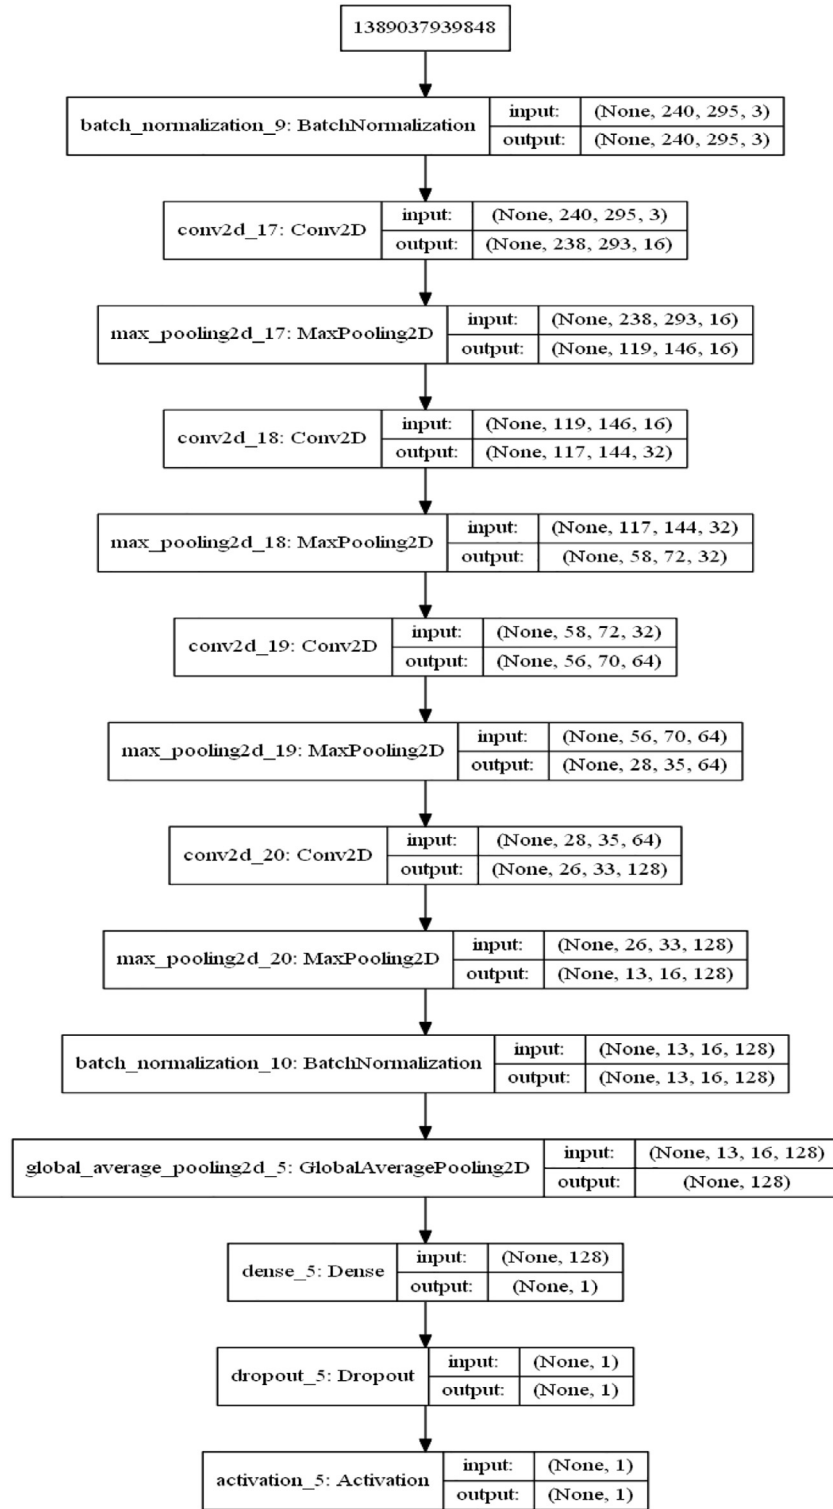 1389037939848
batch_normalization_9: BatchNormalization
input: (None, 240, 295, 3)
output: (None, 240, 295, 3)
conv2d_17: Conv2D
input: (None, 240, 295, 3)
output: (None, 238, 293, 16)
max_pooling2d_17: MaxPooling2D
input: (None, 238, 293, 16)
output: (None, 119, 146, 16)
conv2d_18: Conv2D
input: (None, 119, 146, 16)
output: (None, 117, 144, 32)
max_pooling2d_18: MaxPooling2D
input: (None, 117, 144, 32)
output: (None, 58, 72, 32)
conv2d_19: Conv2D
input: (None, 58, 72, 32)
output: (None, 56, 70, 64)
max_pooling2d_19: MaxPooling2D
input: (None, 56, 70, 64)
output: (None, 28, 35, 64)
conv2d_20: Conv2D
input: (None, 28, 35, 64)
output: (None, 26, 33, 128)
max_pooling2d_20: MaxPooling2D
input: (None, 26, 33, 128)
output: (None, 13, 16, 128)
batch_normalization_10: BatchNormalization
input: (None, 13, 16, 128)
output: (None, 13, 16, 128)
global_average_pooling2d_5: GlobalAveragePooling2D
input: (None, 13, 16, 128)
output: (None, 128)
dense_5: Dense
input: (None, 128)
output: (None, 1)
dropout_5: Dropout
input: (None, 1)
output: (None, 1)
activation_5: Activation
input: (None, 1)
output: (None, 1)